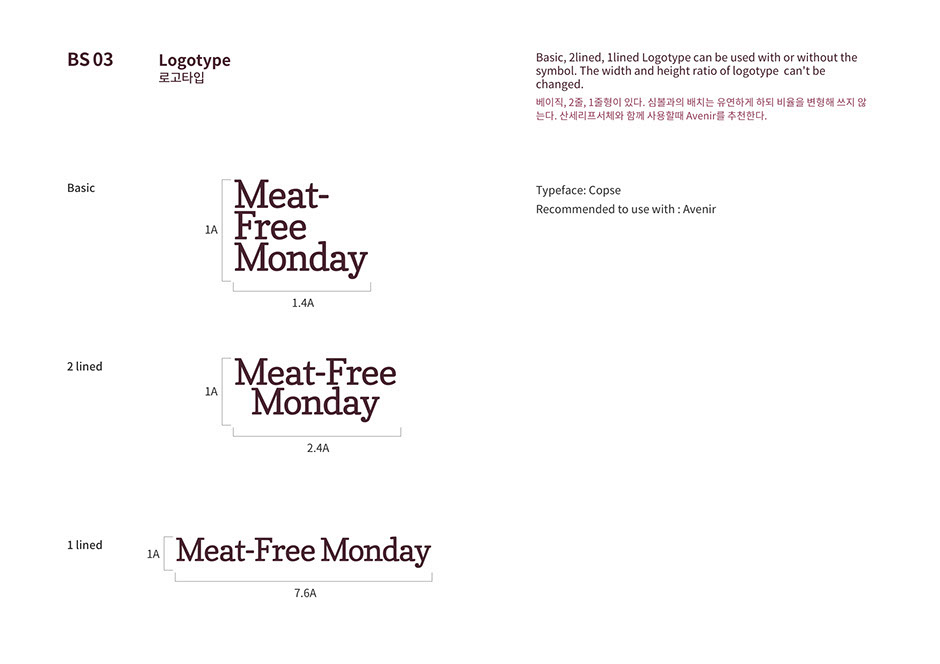 BS 03
Logotype
로고타입
Basic, 2lined, 1lined Logotype can be used with or without the
symbol. The width and height ratio of logotype can't be
changed.
베이직, 2줄, 1줄형이 있다. 심볼과의 배치는 유연하게 하되 비율을 변형해 쓰지 않
는다. 산세리프서체와 함께 사용할때 Avenir를 추천한다.
Basic
1A
Meat-
Free
Monday
1.4A
Typeface: Copse
Recommended to use with : Avenir
2 lined
1A
Meat-Free
Monday
2.4A
1 lined
1A
Meat-Free Monday
7.6A